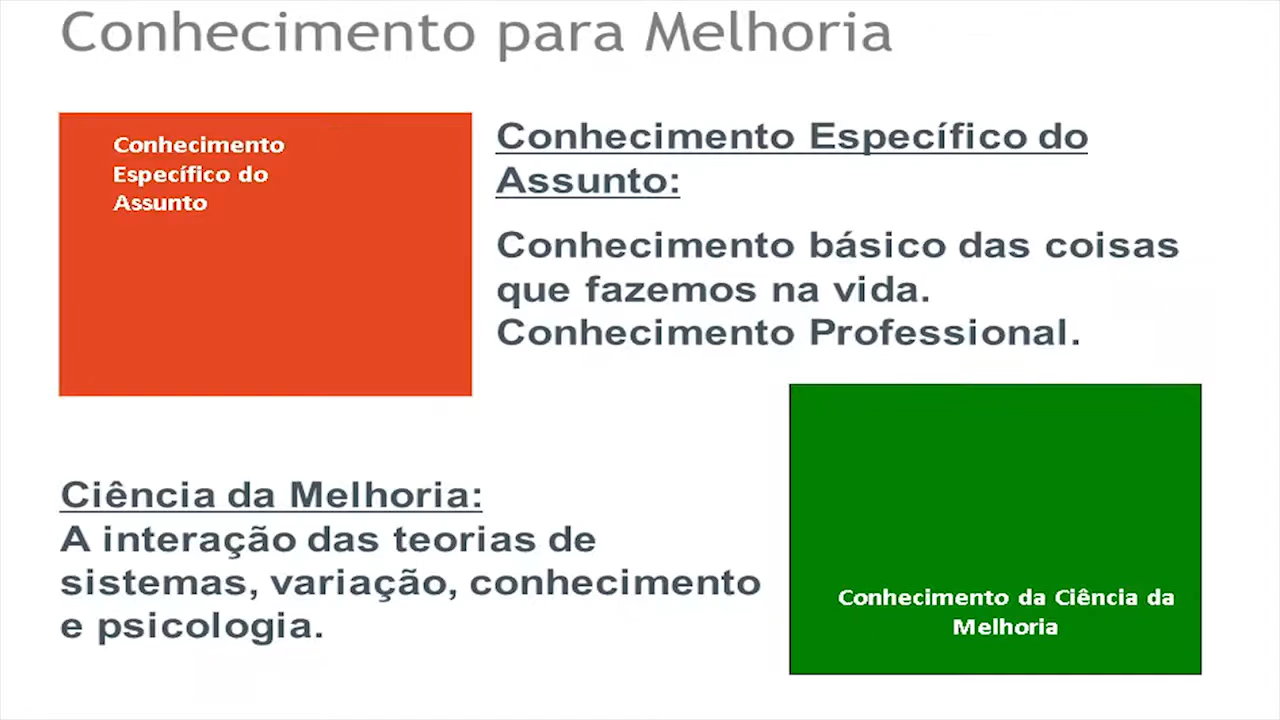 Conhecimento para Melhoria
Conhecimento
Específico do
Assunto
Conhecimento Específico do
Assunto:
Conhecimento básico das coisas
que fazemos na vida.
Conhecimento Professional.
Ciência da Melhoria:
A interação das teorias de
sistemas, variação, conhecimento
e psicologia.
Conhecimento da Ciência da
Melhoria